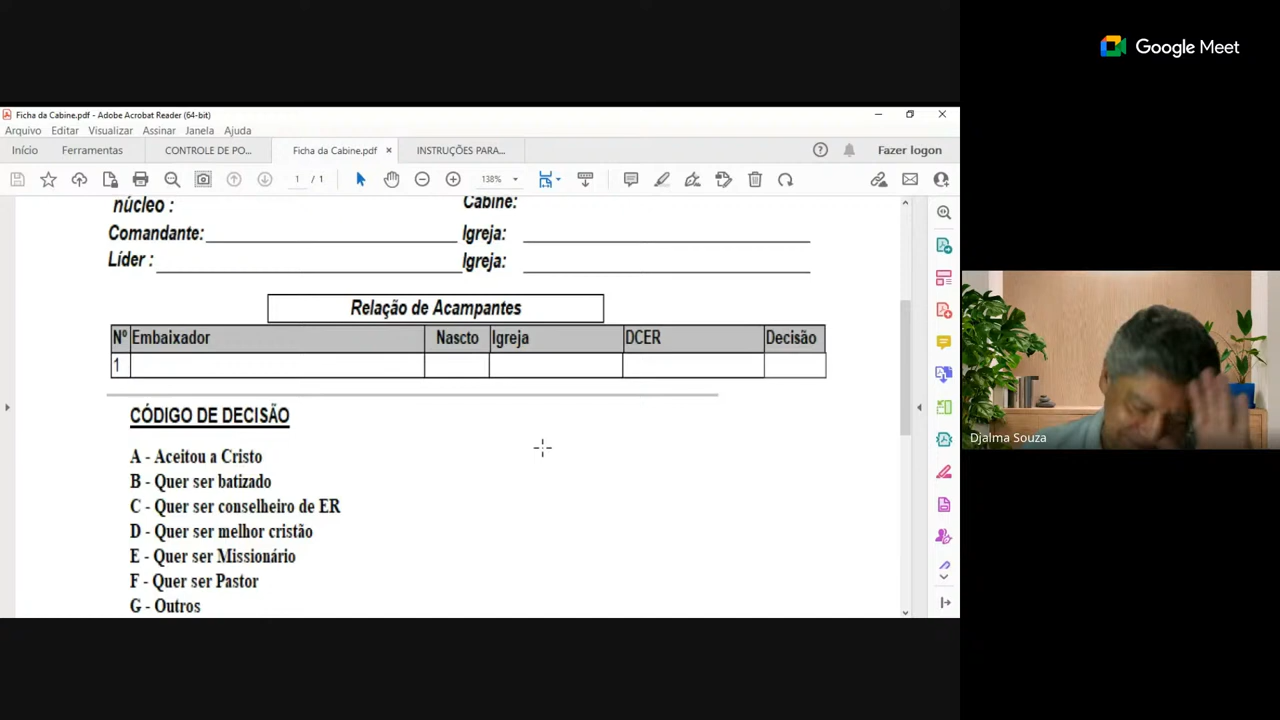 Google Meet
Ficha da Cabine.pdf - Adobe Acrobat Reader (64-bit)
Arquivo Editar Visualizar Assinar Janela Ajuda
Início Ferramentas CONTROLE DE PO... Ficha da Cabine.pdf INSTRUÇÕES PARA... Fazer logon
1 / 1 138%
núcleo : Cabine:
Comandante: Igreja:
Líder : Igreja:
Relação de Acampantes
Nº Embaixador Nascto Igreja DCER Decisão
1
CÓDIGO DE DECISÃO
A - Aceitou a Cristo
B - Quer ser batizado
C - Quer ser conselheiro de ER
D - Quer ser melhor cristão
E - Quer ser Missionário
F - Quer ser Pastor
G - Outros
Djalma Souza